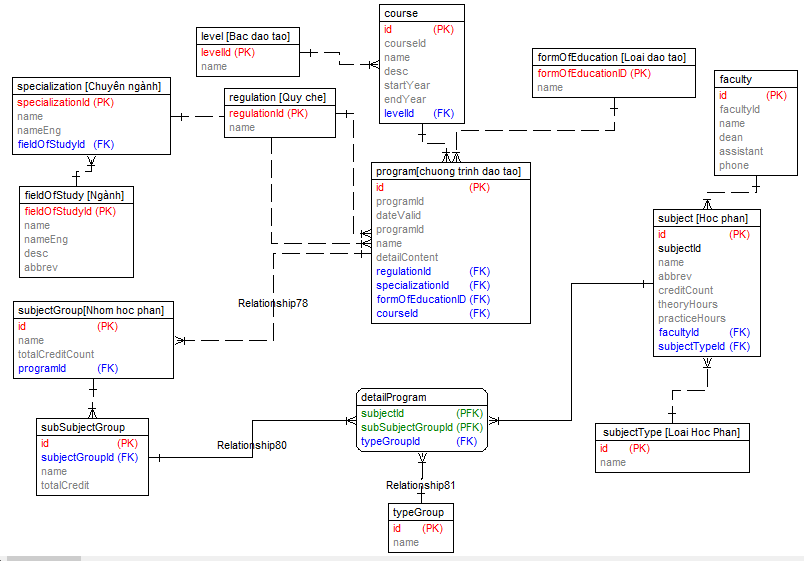 level [Bac dao tao]
levelId (PK)
name
course
id (PK)
courseId
name
desc
startYear
endYear
levelId (FK)
formOfEducation [Loai dao tao]
formOfEducationID (PK)
name
faculty
id (PK)
facultyId
name
dean
assistant
phone
specialization [Chuyên ngành]
specializationId (PK)
name
nameEng
fieldOfStudyId (FK)
regulation [Quy che]
regulationId (PK)
name
fieldOfStudy [Ngành]
fieldOfStudyId (PK)
name
nameEng
desc
abbrev
program[chuong trinh dao tao]
id (PK)
programId
dateValid
programId
name
detailContent
regulationId (FK)
specializationId (FK)
formOfEducationID (FK)
courseId (FK)
subject [Hoc phan]
id (PK)
subjectId
name
abbrev
creditCount
theoryHours
practiceHours
facultyId (FK)
subjectTypeId (FK)
Relationship78
subjectGroup[Nhom hoc phan]
id (PK)
name
totalCreditCount
programId (FK)
subSubjectGroup
id (PK)
subjectGroupId (FK)
name
totalCredit
Relationship80
detailProgram
subjectId (PFK)
subSubjectGroupId (PFK)
typeGroupId (FK)
Relationship81
typeGroup
id (PK)
name
subjectType [Loai Hoc Phan]
id (PK)
name